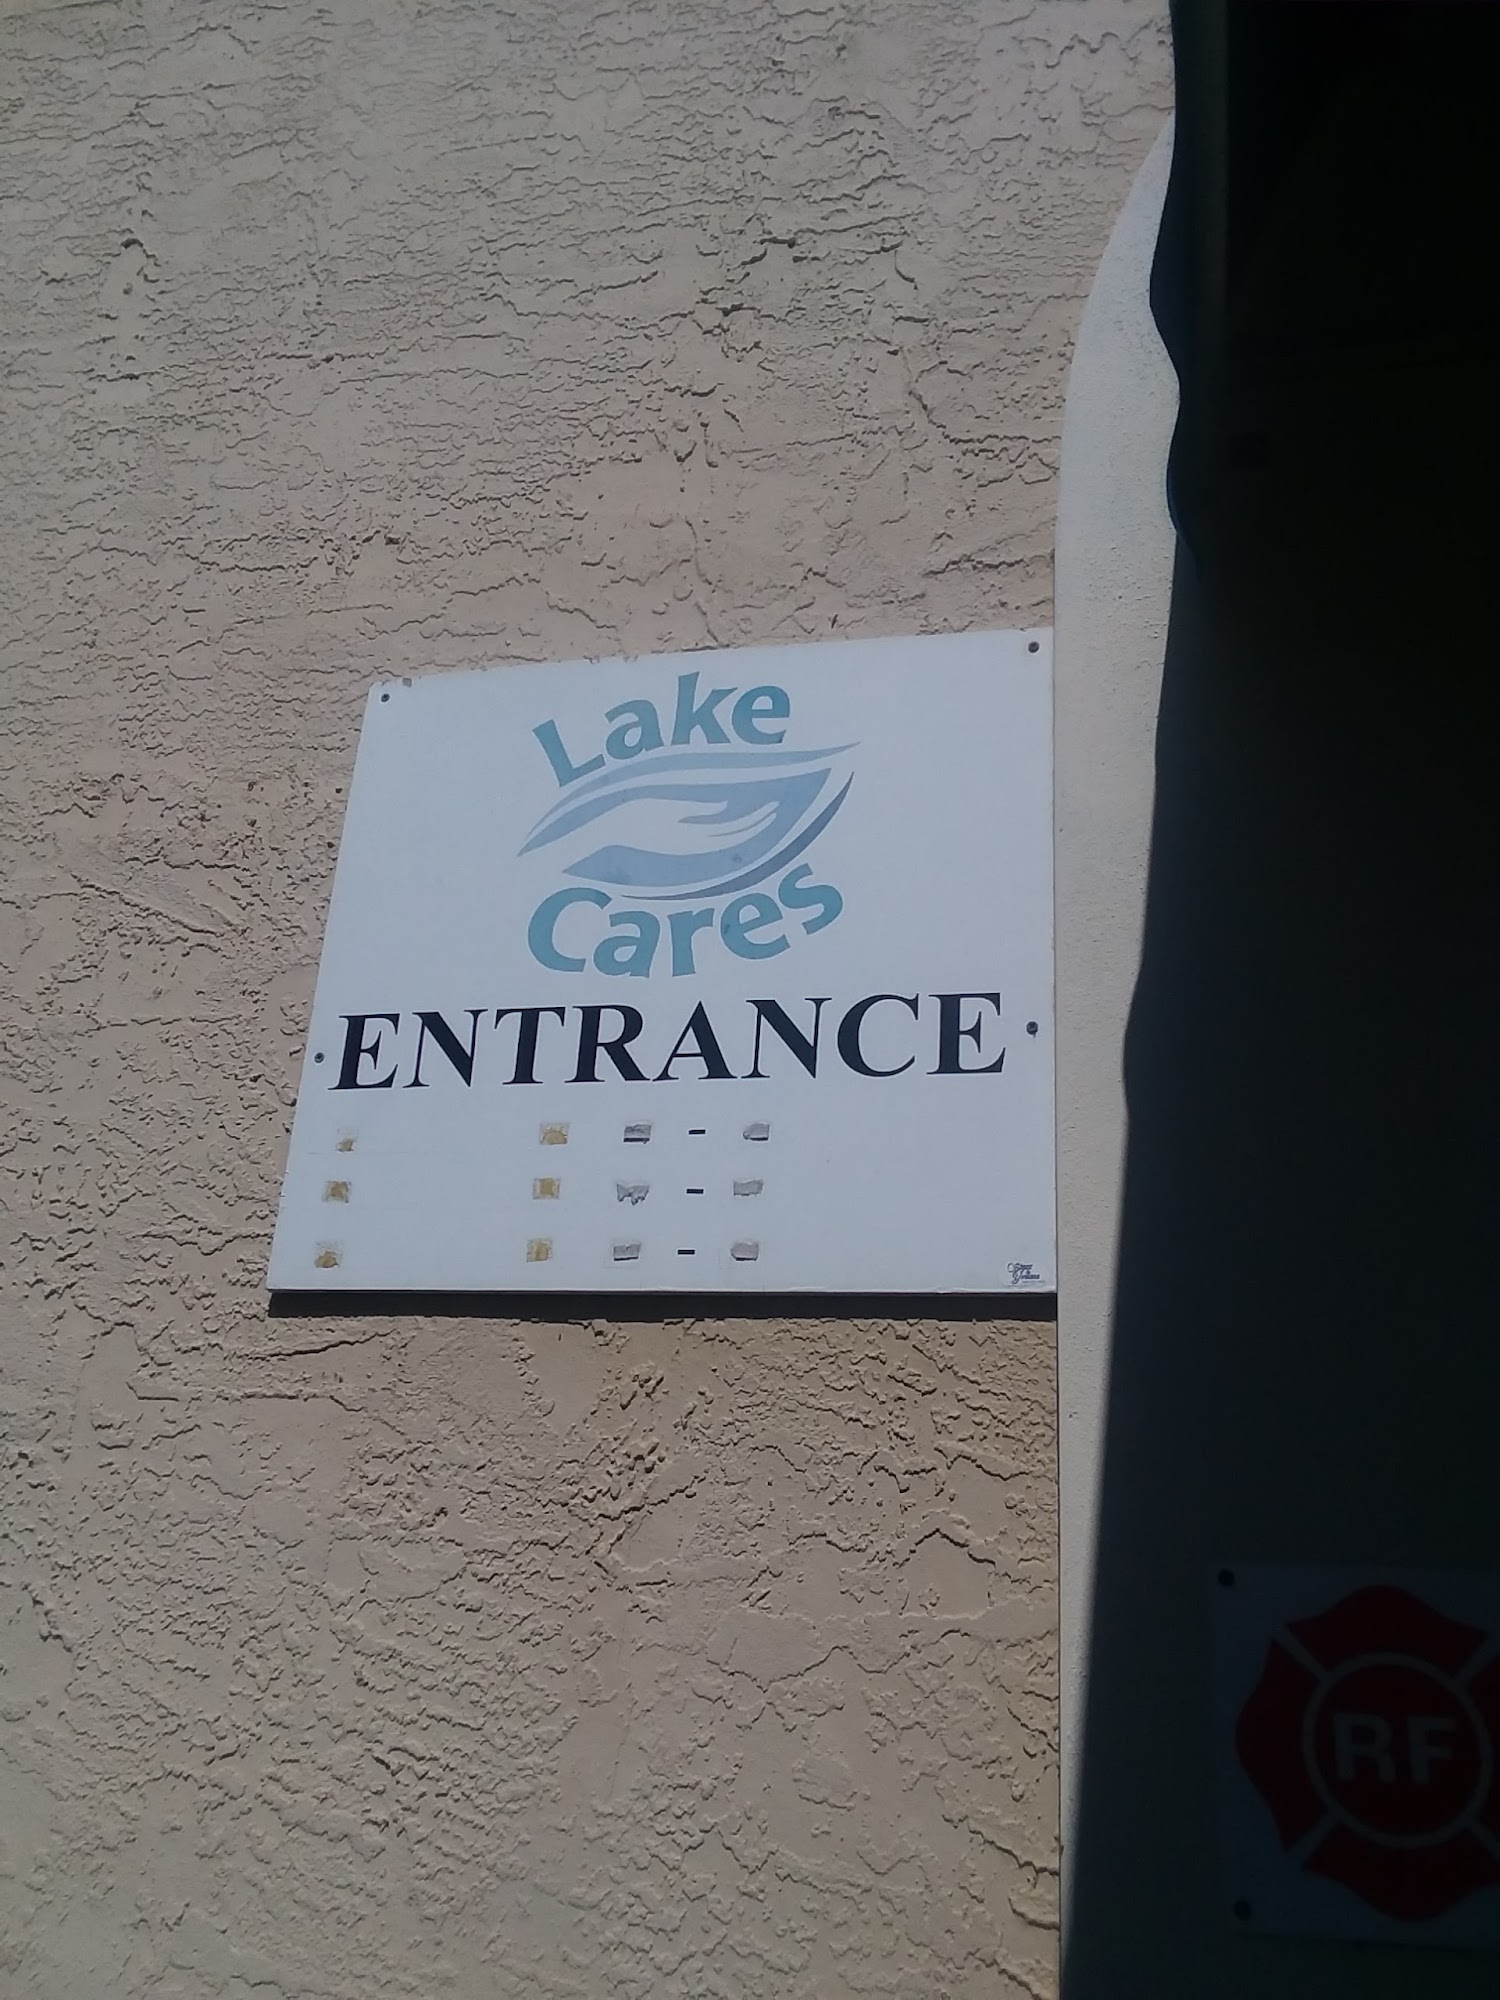 Lake
Cares
ENTRANCE
-
-
-
RF